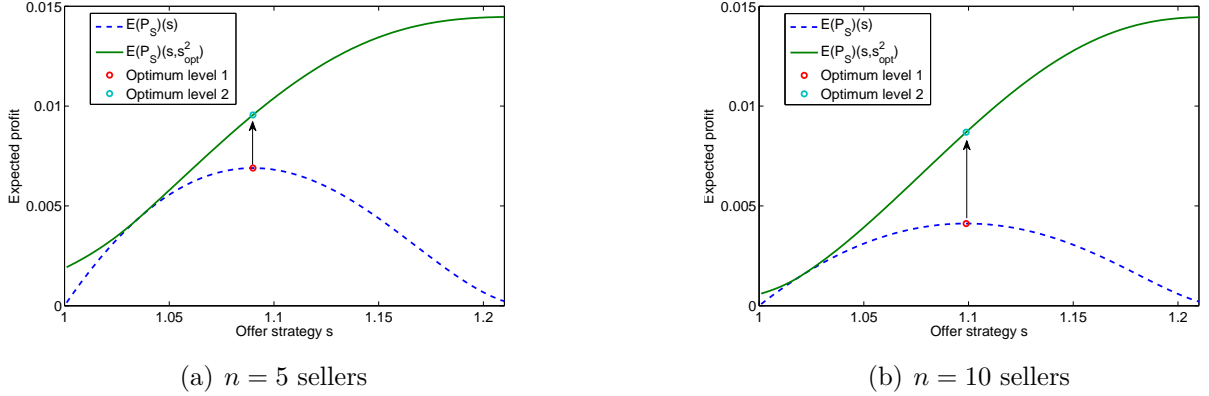 0.015
0.01
0.005
0
Expected profit
E(P_S)(s)
E(P_S)(s,s²_opt)
Optimum level 1
Optimum level 2
1 1.05 1.1 1.15 1.2
Offer strategy s
(a) n = 5 sellers
0.015
0.01
0.005
0
Expected profit
E(P_S)(s)
E(P_S)(s,s²_opt)
Optimum level 1
Optimum level 2
1 1.05 1.1 1.15 1.2
Offer strategy s
(b) n = 10 sellers